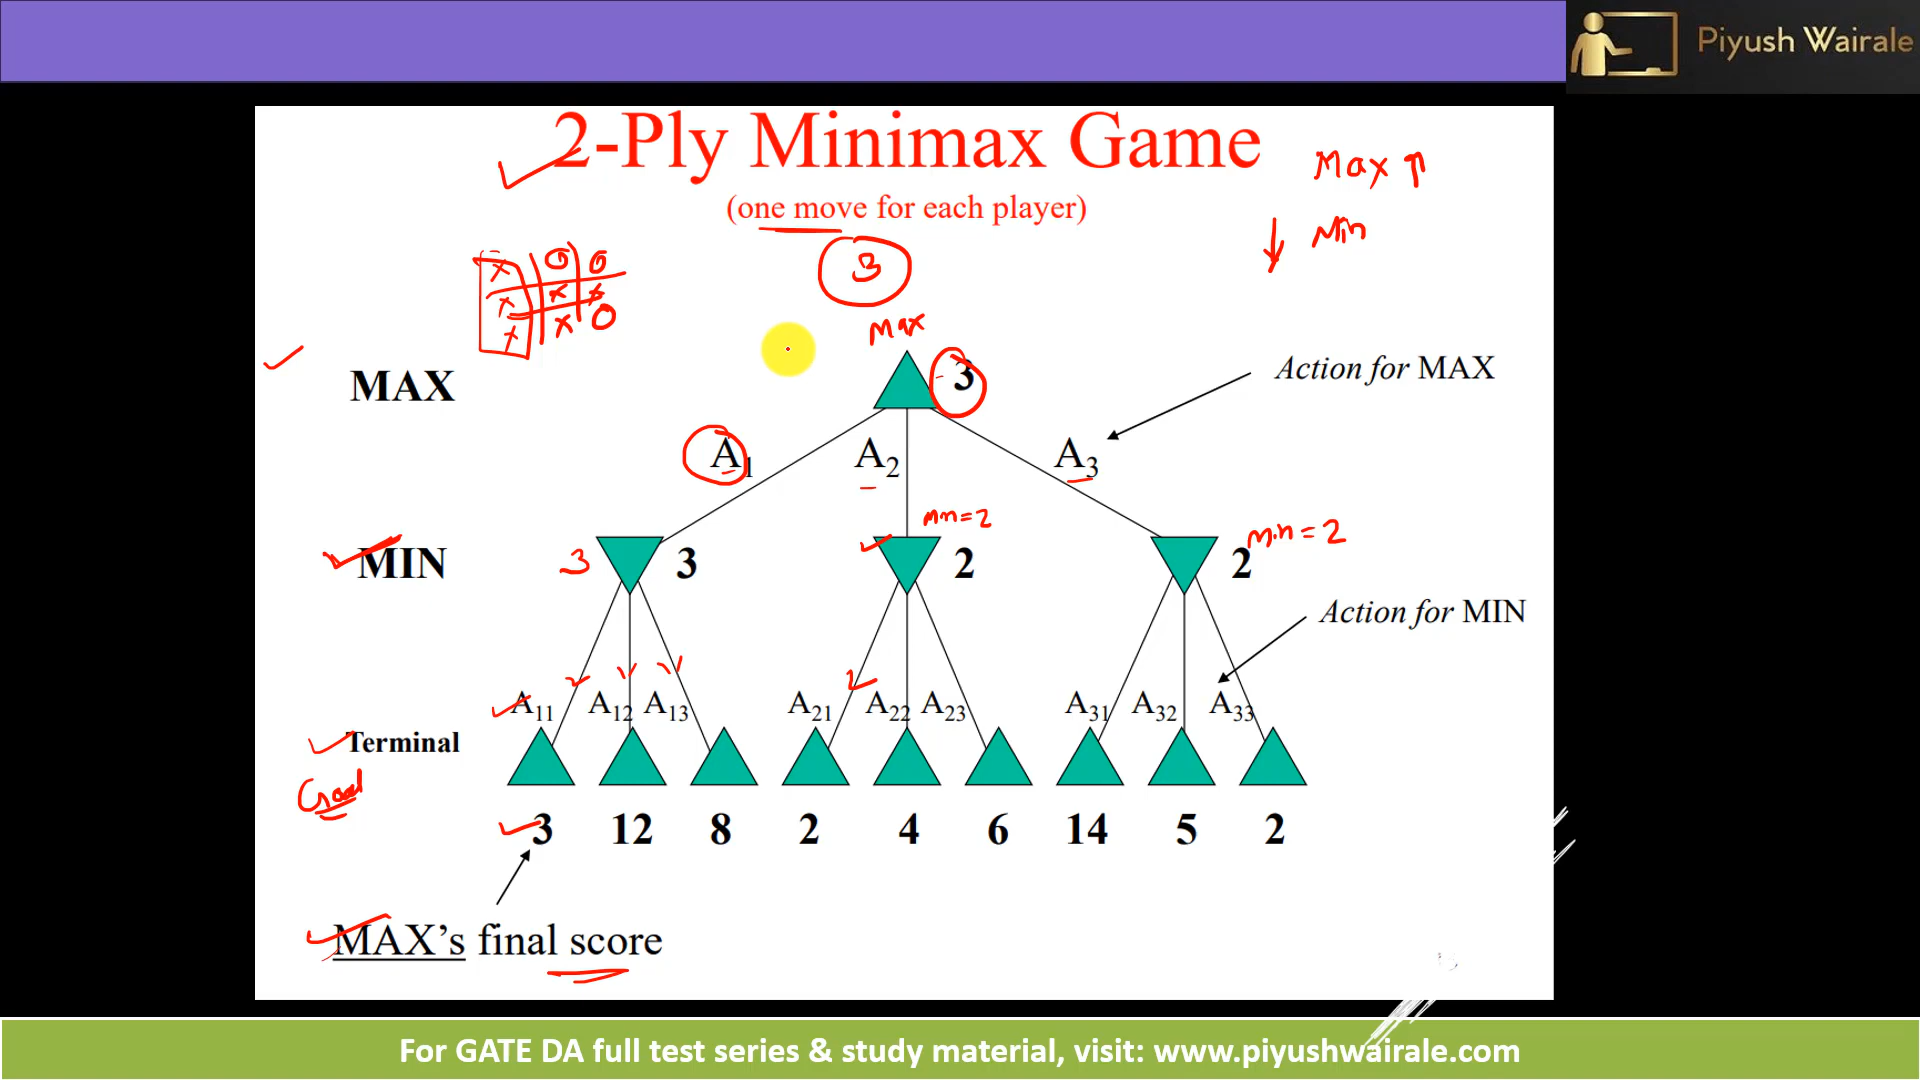 Piyush Wairale
2-Ply Minimax Game
(one move for each player)
Max ↑
↓ Min
x O O
x x x
x x O
3
Max
MAX
3
Action for MAX
A1 A2 A3
min=2
min=2
MIN
3 3 2 2
Action for MIN
A11 A12 A13 A21 A22 A23 A31 A32 A33
2
Terminal
Goal
3 12 8 2 4 6 14 5 2
MAX's final score
For GATE DA full test series & study material, visit: www.piyushwairale.com